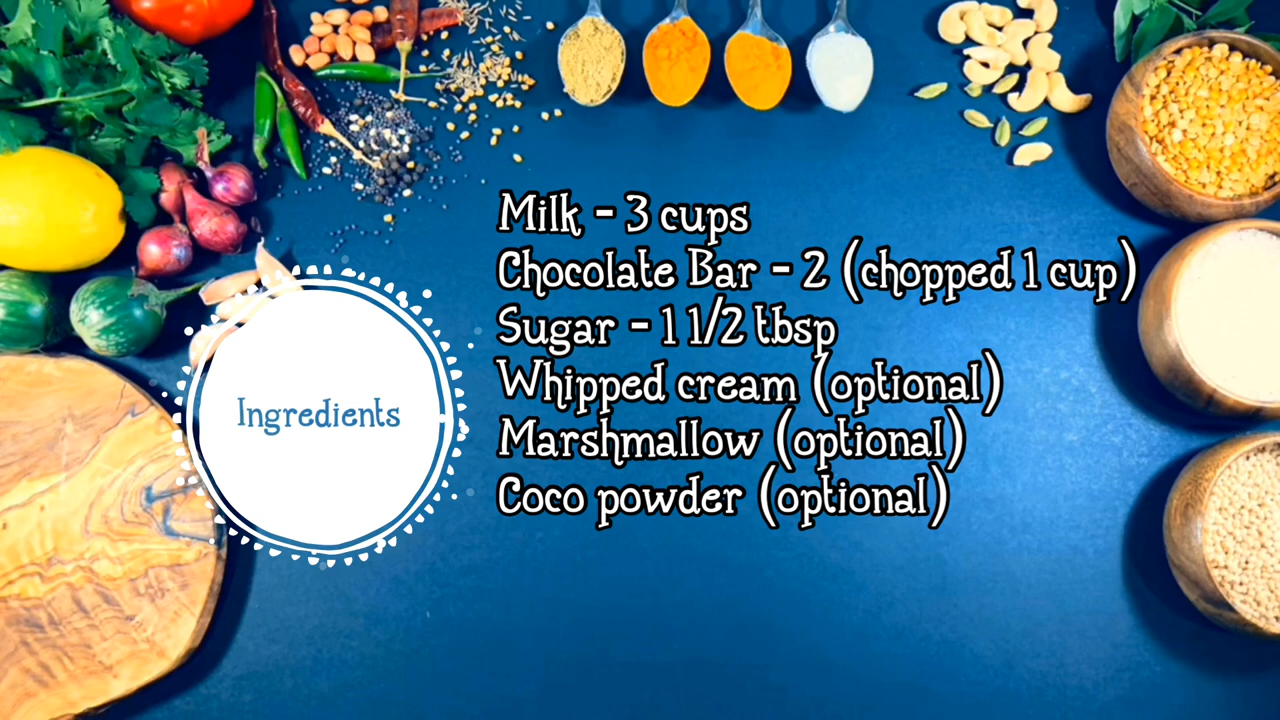 Ingredients
Milk - 3 cups
Chocolate Bar - 2 (chopped 1 cup)
Sugar - 1 1/2 tbsp
Whipped cream (optional)
Marshmallow (optional)
Coco powder (optional)